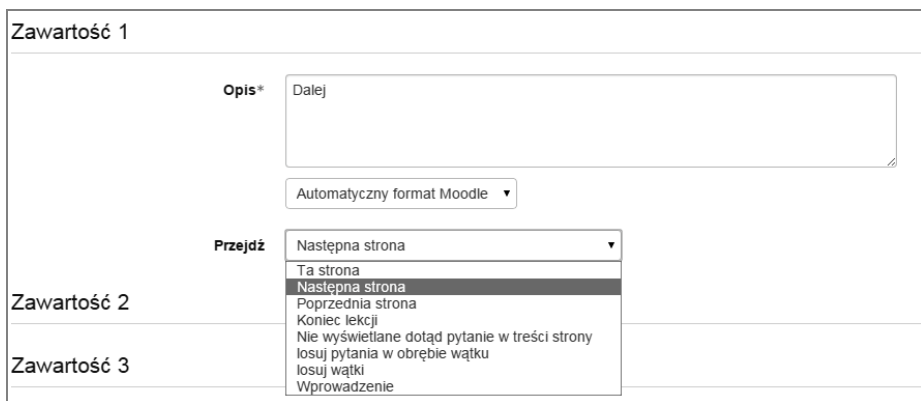 Zawartość 1
Opis*
Dalej
Automatyczny format Moodle
Przejdź
Następna strona
Ta strona
Następna strona
Poprzednia strona
Koniec lekcji
Nie wyświetlane dotąd pytanie w treści strony
losuj pytania w obrębie wątku
losuj wątki
Wprowadzenie
Zawartość 2
Zawartość 3